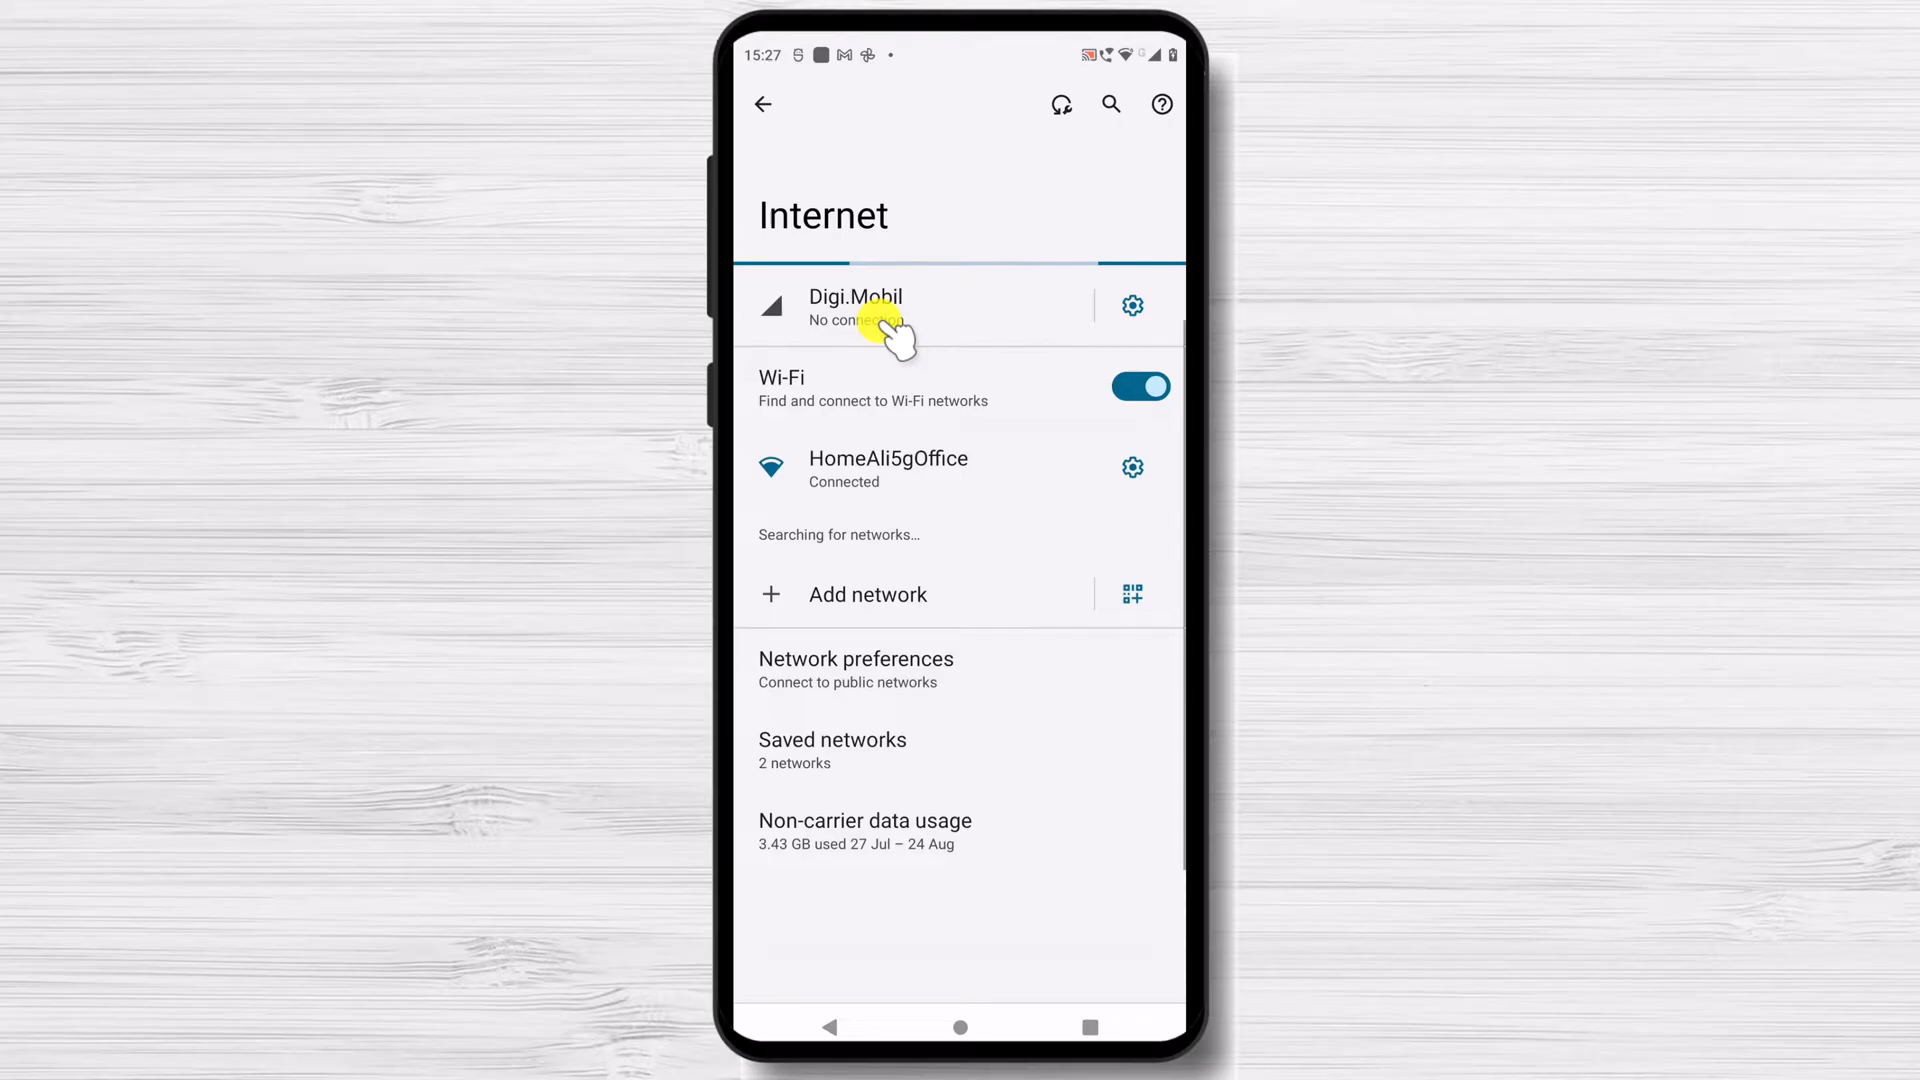 15:27
G
Internet
Digi.Mobil
No connection
Wi-Fi
Find and connect to Wi-Fi networks
HomeAli5gOffice
Connected
Searching for networks…
Add network
Network preferences
Connect to public networks
Saved networks
2 networks
Non-carrier data usage
3.43 GB used 27 Jul – 24 Aug